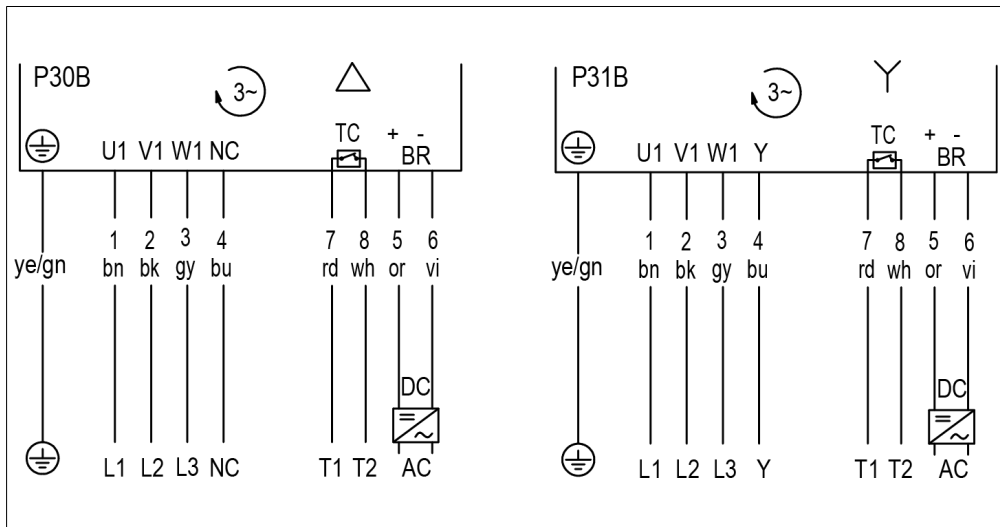 P30B
3~
TC
+ -
BR
U1 V1 W1 NC
1 2 3 4 7 8 5 6
ye/gn bn bk gy bu rd wh or vi
DC
L1 L2 L3 NC T1 T2 AC
P31B
3~
TC
+ -
BR
U1 V1 W1 Y
1 2 3 4 7 8 5 6
ye/gn bn bk gy bu rd wh or vi
DC
L1 L2 L3 Y T1 T2 AC